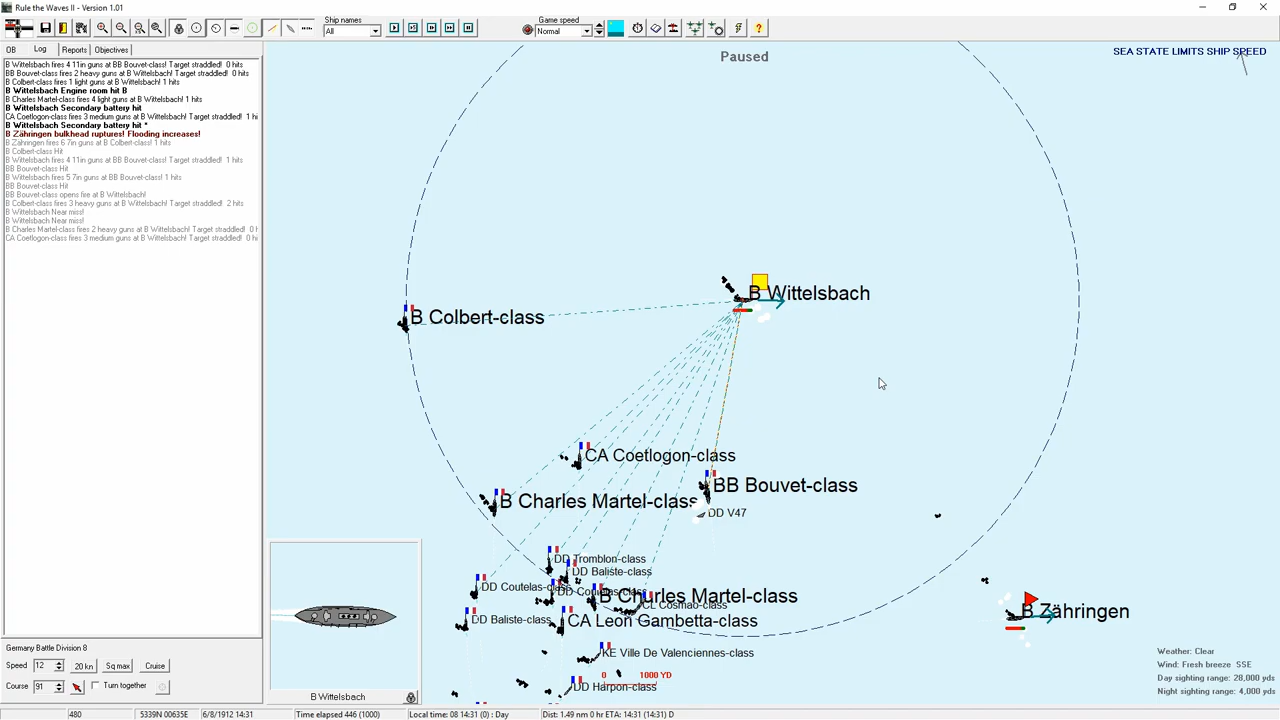 Rule the Waves II - Version 1.01
Ship names
All
Game speed
Normal
OB Log Reports Objectives
B Wittelsbach fires 4 11in guns at BB Bouvet-class! Target straddled! 0 hits
BB Bouvet-class fires 2 heavy guns at B Wittelsbach! Target straddled! 0 hits
B Colbert-class fires 1 light guns at B Wittelsbach! 1 hits
B Wittelsbach Engine room hit B
B Charles Martel-class fires 4 light guns at B Wittelsbach! 1 hits
B Wittelsbach Secondary battery hit
CA Coetlogon-class fires 3 medium guns at B Wittelsbach! Target straddled! 1 hi
B Wittelsbach Secondary battery hit *
B Zähringen bulkhead ruptures! Flooding increases!
B Zähringen fires 6 7in guns at B Colbert-class! 1 hits
B Colbert-class Hit
B Wittelsbach fires 4 11in guns at BB Bouvet-class! Target straddled! 1 hits
BB Bouvet-class Hit
B Wittelsbach fires 5 7in guns at BB Bouvet-class! 1 hits
BB Bouvet-class Hit
BB Bouvet-class opens fire at B Wittelsbach!
B Colbert-class fires 3 heavy guns at B Wittelsbach! Target straddled! 2 hits
B Wittelsbach Near miss!
B Wittelsbach Near miss!
B Charles Martel-class fires 2 heavy guns at B Wittelsbach! Target straddled! 0 h
CA Coetlogon-class fires 3 medium guns at B Wittelsbach! Target straddled! 0 hi
Paused
SEA STATE LIMITS SHIP SPEED
B Wittelsbach
B Colbert-class
CA Coetlogon-class
BB Bouvet-class
B Charles Martel-class
DD V47
DD Tromblon-class
DD Baliste-class
DD Coutelas-class
B Charles Martel-class
CL Cosmao-class
B Zähringen
DD Baliste-class
CA Leon Gambetta-class
KE Ville De Valenciennes-class
0 1000 YD
DD Harpon-class
Weather: Clear
Wind: Fresh breeze SSE
Day sighting range: 28,000 yds
Night sighting range: 4,000 yds
B Wittelsbach
Germany Battle Division 8
Speed 12 20 kn Sq max Cruise
Course 91 Turn together
480 5339N 00635E 6/8/1912 14:31 Time elapsed 446 (1000) Local time: 08 14:31 (0) : Day Dist: 1.49 nm 0 hr ETA: 14:31 (14:31) D